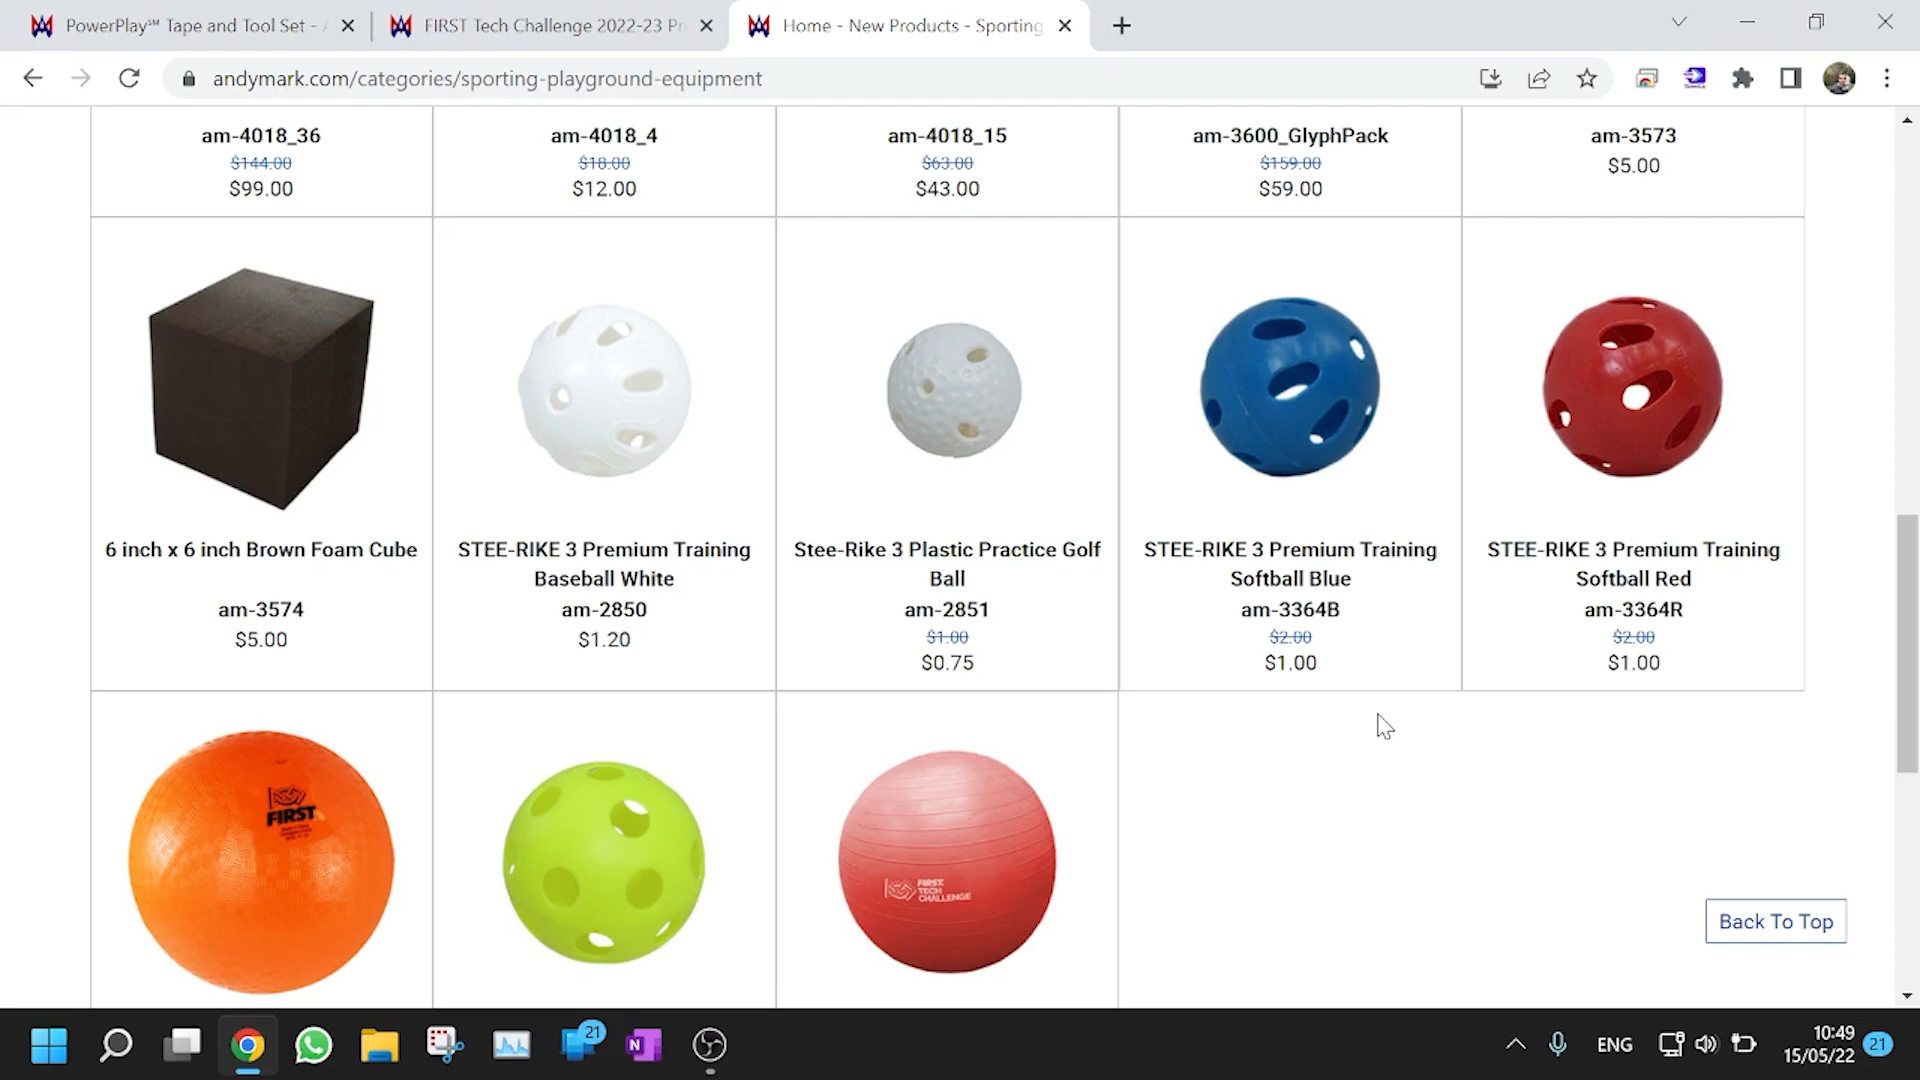 PowerPlay℠ Tape and Tool Set -
FIRST Tech Challenge 2022-23 Pr
Home - New Products - Sporting
andymark.com/categories/sporting-playground-equipment
am-4018_36
$144.00
$99.00
am-4018_4
$18.00
$12.00
am-4018_15
$63.00
$43.00
am-3600_GlyphPack
$159.00
$59.00
am-3573
$5.00
6 inch x 6 inch Brown Foam Cube
am-3574
$5.00
STEE-RIKE 3 Premium Training
Baseball White
am-2850
$1.20
Stee-Rike 3 Plastic Practice Golf
Ball
am-2851
$1.00
$0.75
STEE-RIKE 3 Premium Training
Softball Blue
am-3364B
$2.00
$1.00
STEE-RIKE 3 Premium Training
Softball Red
am-3364R
$2.00
$1.00
FIRST
FIRST
TECH
CHALLENGE
Back To Top
21
N
ENG
10:49
15/05/22
21